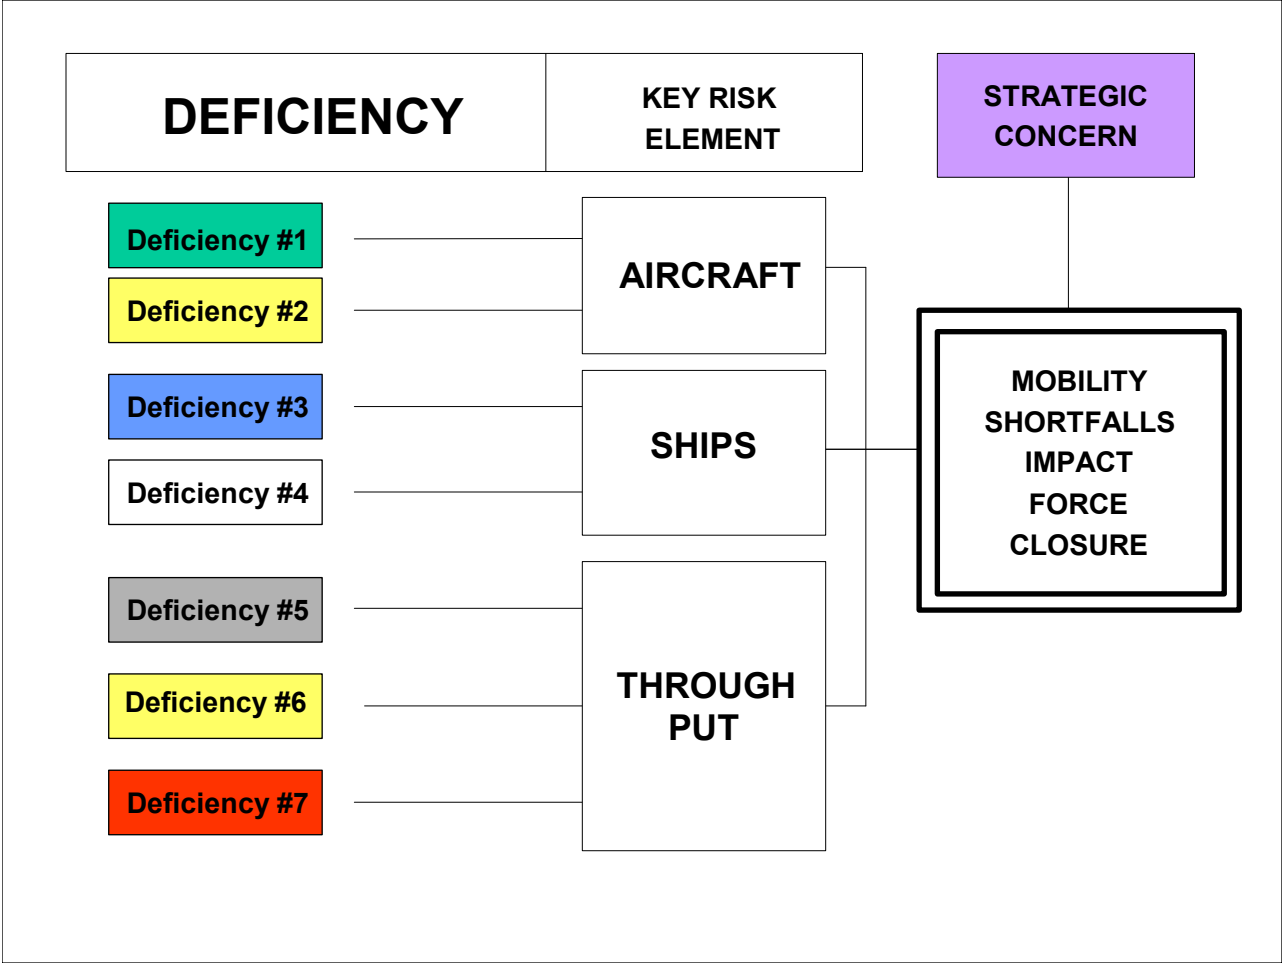 DEFICIENCY
KEY RISK
ELEMENT
STRATEGIC
CONCERN
Deficiency #1
Deficiency #2
AIRCRAFT
Deficiency #3
Deficiency #4
SHIPS
Deficiency #5
Deficiency #6
Deficiency #7
THROUGH
PUT
MOBILITY
SHORTFALLS
IMPACT
FORCE
CLOSURE